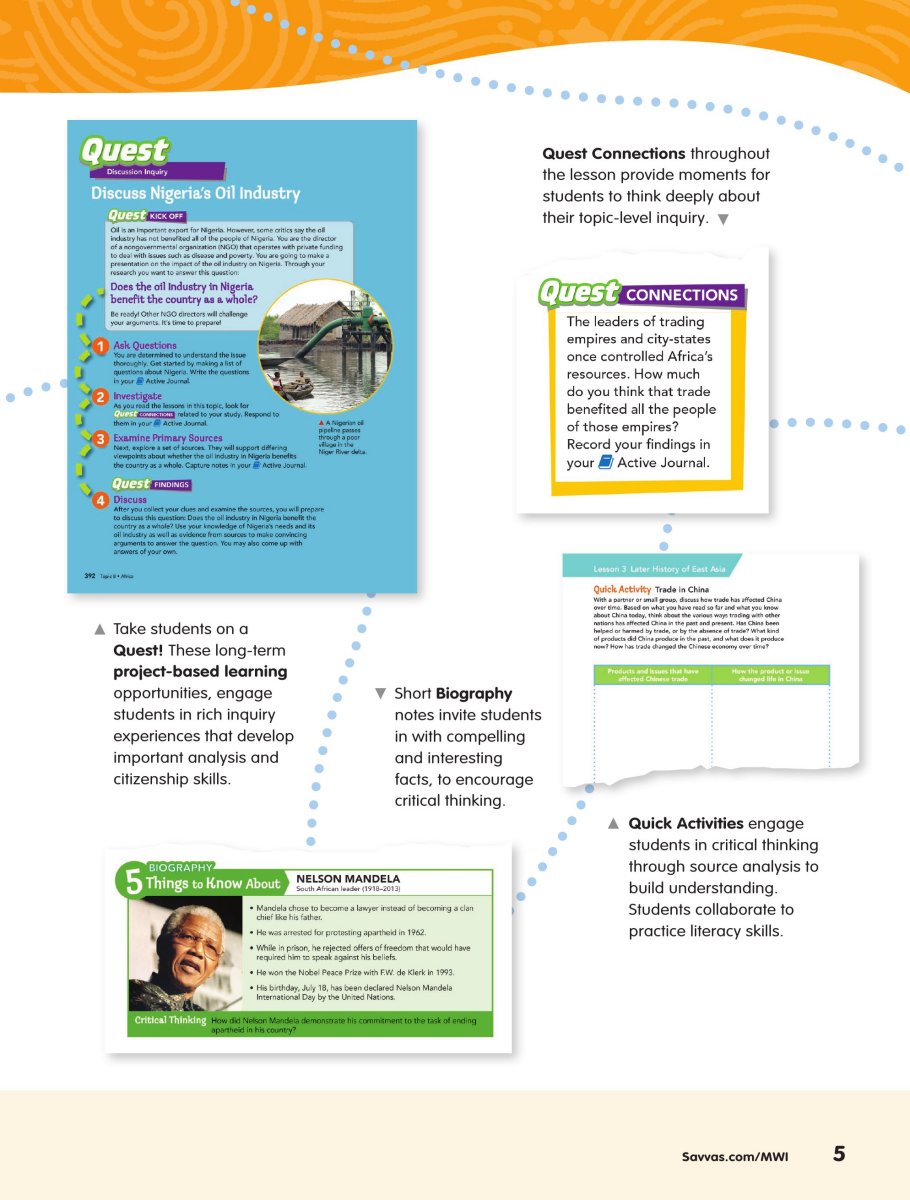 Quest
Discussion Inquiry
Discuss Nigeria's Oil Industry
Quest KICK OFF
Oil is an important export for Nigeria. However, some critics say the oil
industry has not benefited all of the people of Nigeria. You are the director
of a nongovernmental organization (NGO) that operates with private funding
to deal with issues such as disease and poverty. You are going to make a
presentation on the impact of the oil industry on Nigeria. Through your
research you want to answer this question:
Does the oil industry in Nigeria
benefit the country as a whole?
Be ready! Other NGO directors will challenge
your arguments. It's time to prepare!
1 Ask Questions
You are determined to understand the issue
thoroughly. Get started by making a list of
questions about Nigeria. Write the questions
in your Active Journal.
2 Investigate
As you read the lessons in this topic, look for
Quest CONNECTIONS related to your study. Respond to
them in your Active Journal.
3 Examine Primary Sources
Next, explore a set of sources. They will support differing
viewpoints about whether the oil industry in Nigeria benefits
the country as a whole. Capture notes in your Active Journal.
▲ A Nigerian oil
pipeline passes
through a poor
village in the
Niger River delta.
Quest FINDINGS
4 Discuss
After you collect your clues and examine the sources, you will prepare
to discuss this question: Does the oil industry in Nigeria benefit the
country as a whole? Use your knowledge of Nigeria's needs and its
oil industry as well as evidence from sources to make convincing
arguments to answer the question. You may also come up with
answers of your own.
392 Topic 8 • Africa
▲ Take students on a
Quest! These long-term
project-based learning
opportunities, engage
students in rich inquiry
experiences that develop
important analysis and
citizenship skills.
Quest Connections throughout
the lesson provide moments for
students to think deeply about
their topic-level inquiry. ▼
Quest CONNECTIONS
The leaders of trading
empires and city-states
once controlled Africa's
resources. How much
do you think that trade
benefited all the people
of those empires?
Record your findings in
your Active Journal.
Lesson 3 Later History of East Asia
Quick Activity Trade in China
With a partner or small group, discuss how trade has affected China
over time. Based on what you have read so far and what you know
about China today, think about the various ways trading with other
nations has affected China in the past and present. Has China been
helped or harmed by trade, or by the absence of trade? What kind
of products did China produce in the past, and what does it produce
now? How has trade changed the Chinese economy over time?
Products and issues that have
affected Chinese trade
How the product or issue
changed life in China
▲ Quick Activities engage
students in critical thinking
through source analysis to
build understanding.
Students collaborate to
practice literacy skills.
▼ Short Biography
notes invite students
in with compelling
and interesting
facts, to encourage
critical thinking.
BIOGRAPHY
5 Things to Know About
NELSON MANDELA
South African leader (1918–2013)
• Mandela chose to become a lawyer instead of becoming a clan
chief like his father.
• He was arrested for protesting apartheid in 1962.
• While in prison, he rejected offers of freedom that would have
required him to speak against his beliefs.
• He won the Nobel Peace Prize with F.W. de Klerk in 1993.
• His birthday, July 18, has been declared Nelson Mandela
International Day by the United Nations.
Critical Thinking How did Nelson Mandela demonstrate his commitment to the task of ending
apartheid in his country?
Savvas.com/MWI 5